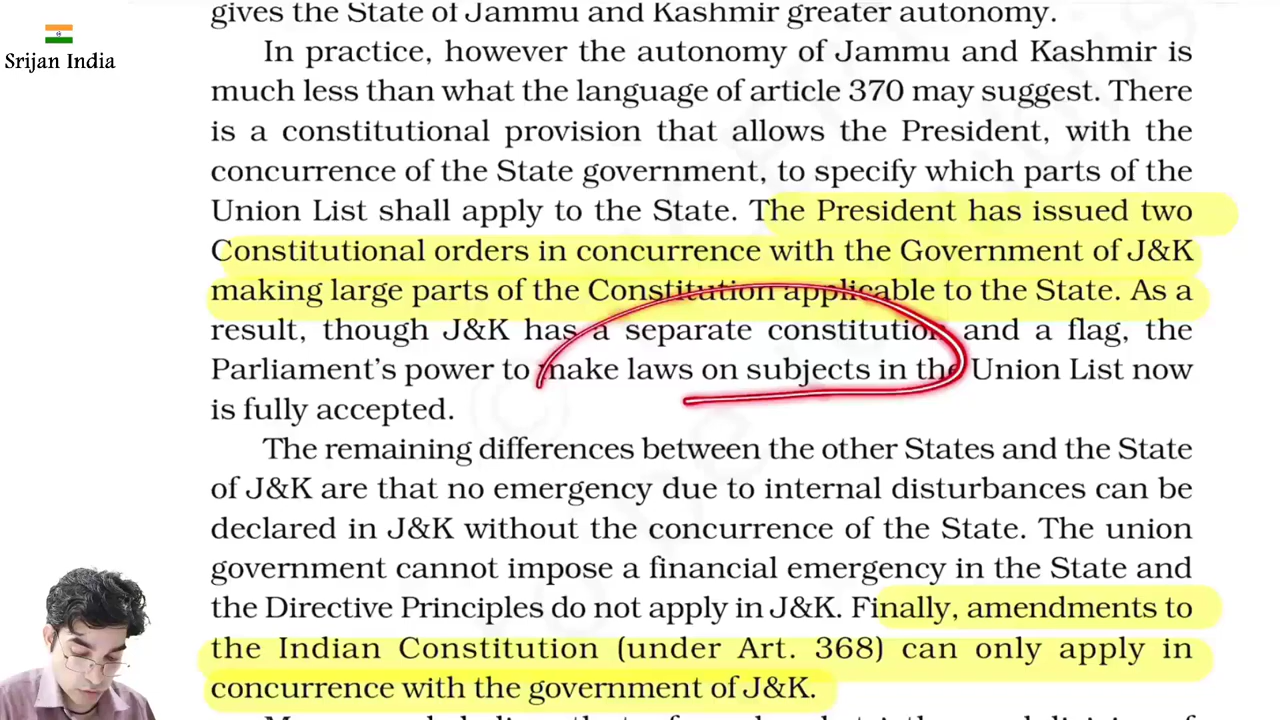 gives the State of Jammu and Kashmir greater autonomy.
Srijan India
In practice, however the autonomy of Jammu and Kashmir is
much less than what the language of article 370 may suggest. There
is a constitutional provision that allows the President, with the
concurrence of the State government, to specify which parts of the
Union List shall apply to the State. The President has issued two
Constitutional orders in concurrence with the Government of J&K
making large parts of the Constitution applicable to the State. As a
result, though J&K has a separate constitution and a flag, the
Parliament's power to make laws on subjects in the Union List now
is fully accepted.
The remaining differences between the other States and the State
of J&K are that no emergency due to internal disturbances can be
declared in J&K without the concurrence of the State. The union
government cannot impose a financial emergency in the State and
the Directive Principles do not apply in J&K. Finally, amendments to
the Indian Constitution (under Art. 368) can only apply in
concurrence with the government of J&K.